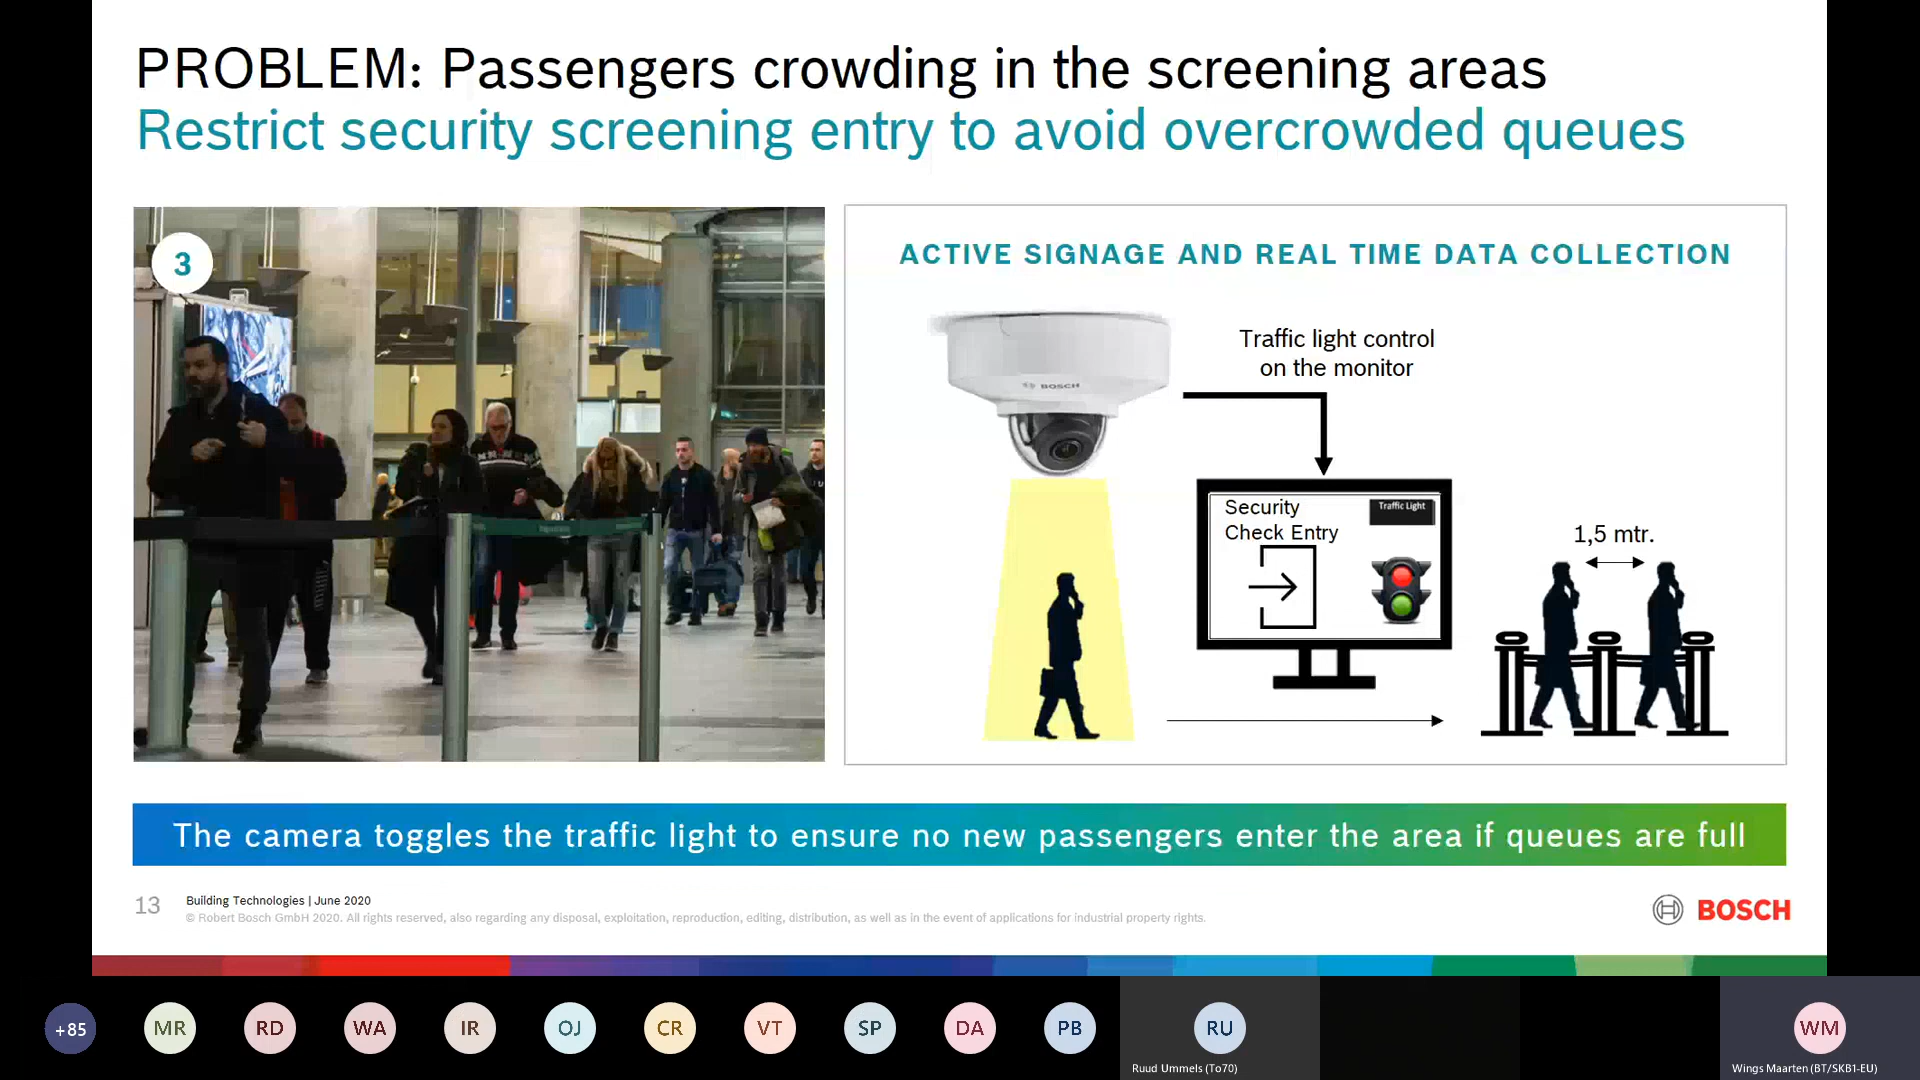 PROBLEM: Passengers crowding in the screening areas
Restrict security screening entry to avoid overcrowded queues
3
ACTIVE SIGNAGE AND REAL TIME DATA COLLECTION
BOSCH
Traffic light control
on the monitor
Security
Check Entry
Traffic Light
1,5 mtr.
The camera toggles the traffic light to ensure no new passengers enter the area if queues are full
13
Building Technologies | June 2020
© Robert Bosch GmbH 2020. All rights reserved, also regarding any disposal, exploitation, reproduction, editing, distribution, as well as in the event of applications for industrial property rights.
BOSCH
+85
MR
RD
WA
IR
OJ
CR
VT
SP
DA
PB
RU
WM
Ruud Ummels (To70)
Wings Maarten (BT/SKB1-EU)